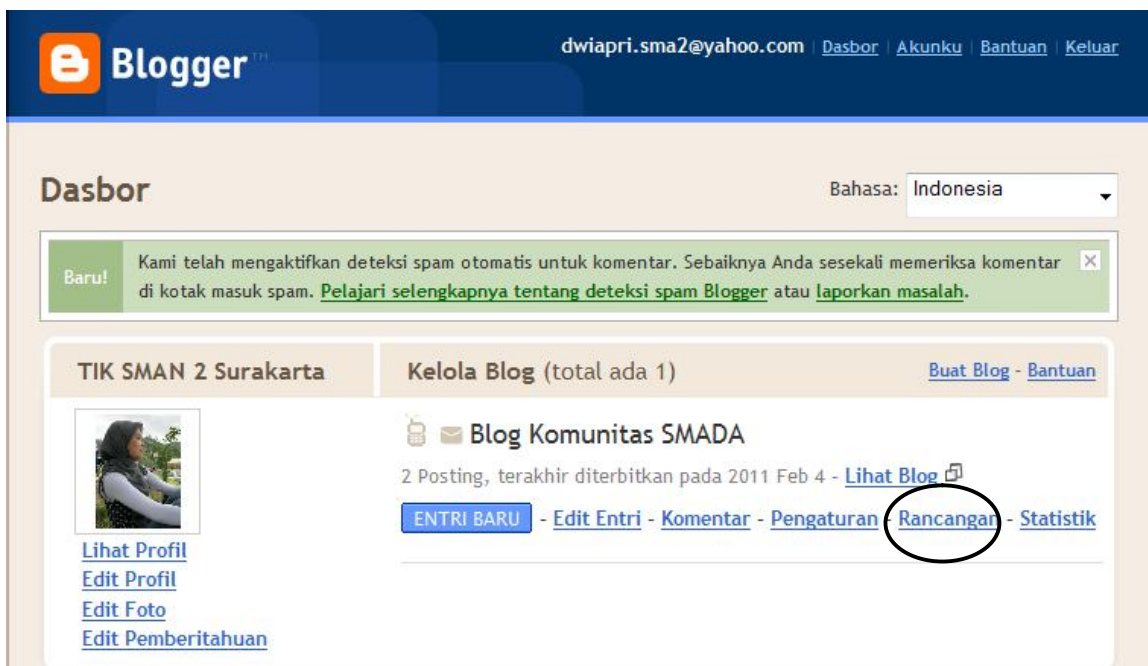 Blogger™
dwiapri.sma2@yahoo.com | Dasbor | Akunku | Bantuan | Keluar
Dasbor
Bahasa: Indonesia
Baru!
Kami telah mengaktifkan deteksi spam otomatis untuk komentar. Sebaiknya Anda sesekali memeriksa komentar
di kotak masuk spam. Pelajari selengkapnya tentang deteksi spam Blogger atau laporkan masalah.
TIK SMAN 2 Surakarta
Kelola Blog (total ada 1)
Buat Blog - Bantuan
Blog Komunitas SMADA
2 Posting, terakhir diterbitkan pada 2011 Feb 4 - Lihat Blog
ENTRI BARU - Edit Entri - Komentar - Pengaturan - Rancangan - Statistik
Lihat Profil
Edit Profil
Edit Foto
Edit Pemberitahuan